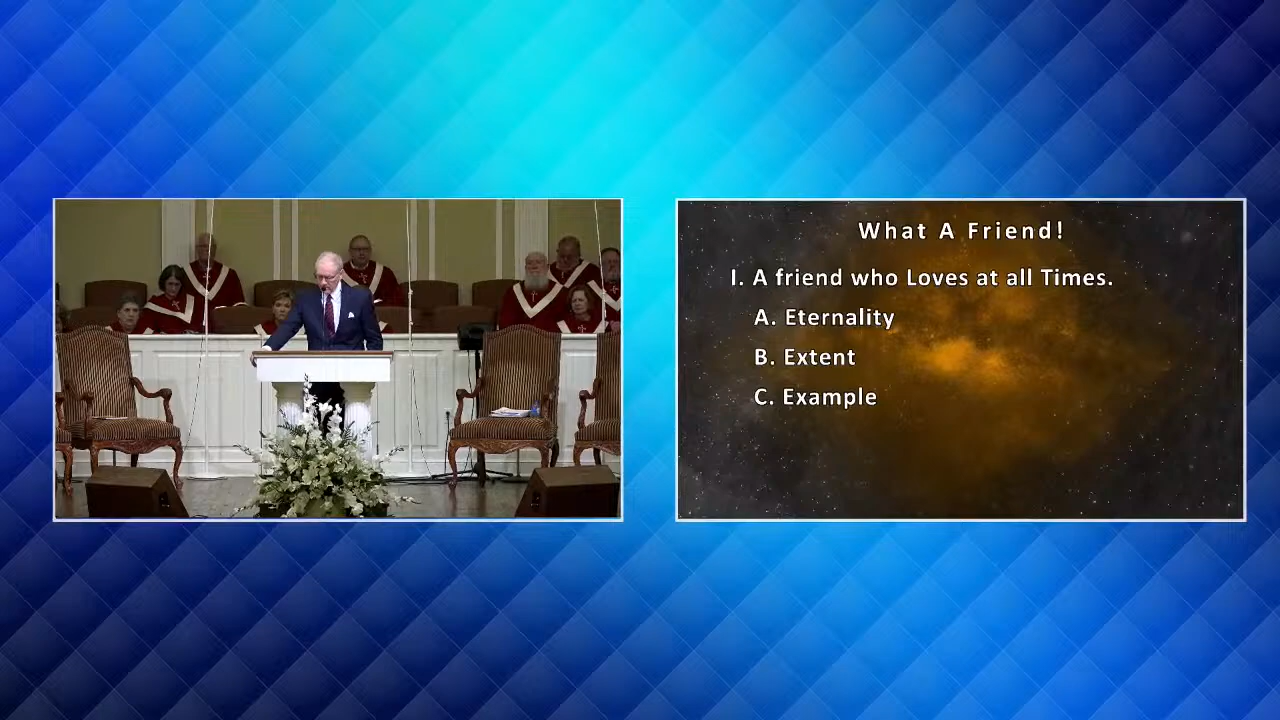 What A Friend!
I. A friend who Loves at all Times.
A. Eternality
B. Extent
C. Example